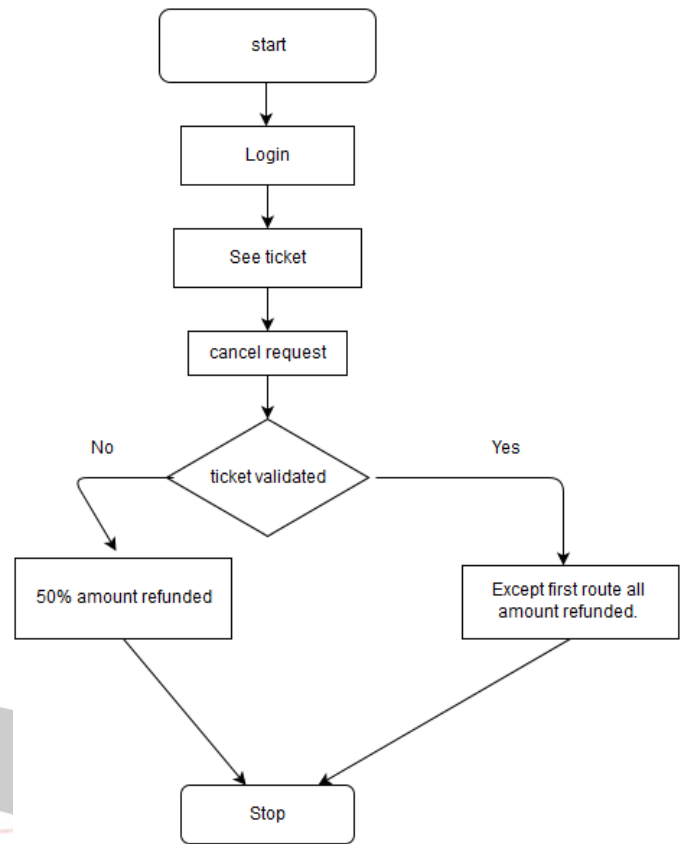 start
Login
See ticket
cancel request
No
Yes
ticket validated
50% amount refunded
Except first route all
amount refunded.
Stop